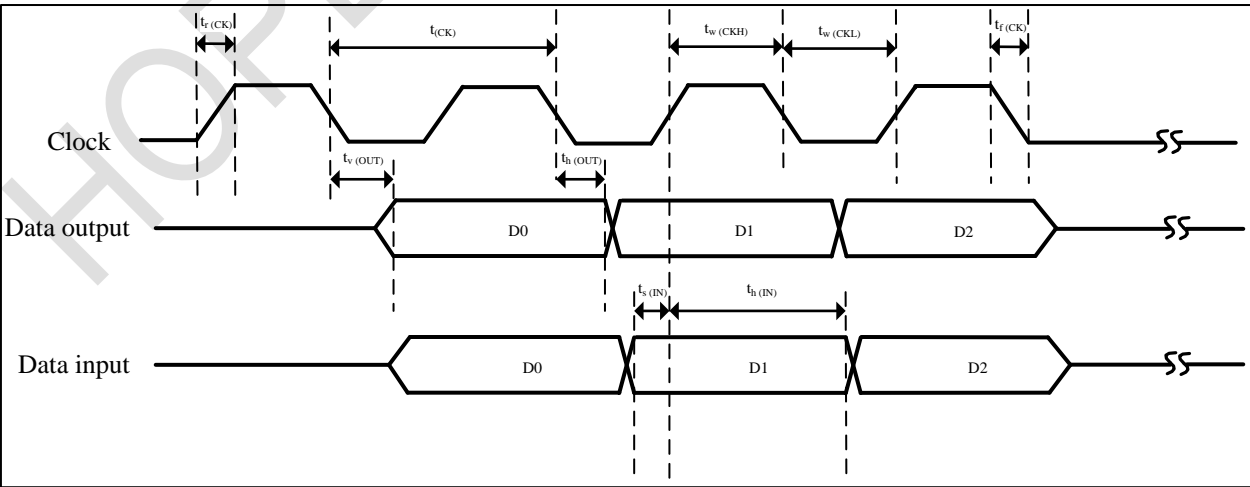 tr (CK)
t(CK)
tw (CKH)
tw (CKL)
tf (CK)
Clock
tv (OUT)
th (OUT)
Data output
D0
D1
D2
ts (IN)
th (IN)
Data input
D0
D1
D2